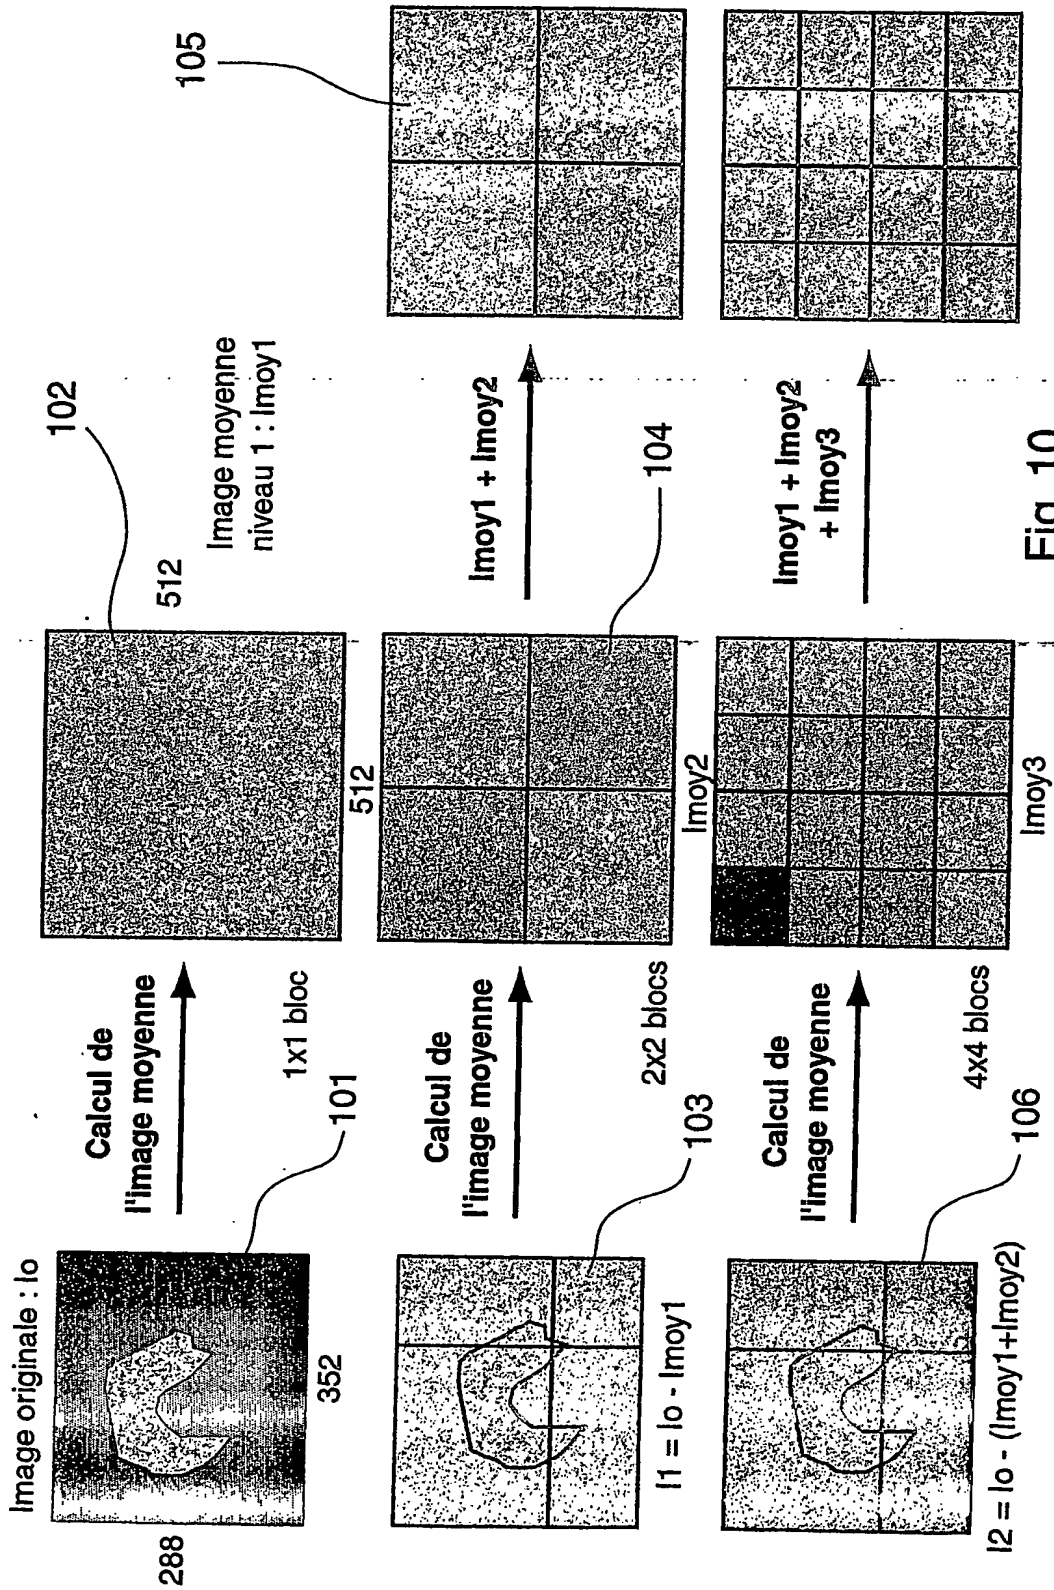 Image originale : Io
288
352
101
Calcul de
l'image moyenne
1x1 bloc
102
512
512
Image moyenne
niveau 1 : Imoy1
I1 = Io - Imoy1
103
Calcul de
l'image moyenne
2x2 blocs
Imoy2
104
Imoy1 + Imoy2
105
I2 = Io - (Imoy1+Imoy2)
106
Calcul de
l'image moyenne
4x4 blocs
Imoy3
Imoy1 + Imoy2
+ Imoy3
Fig. 10